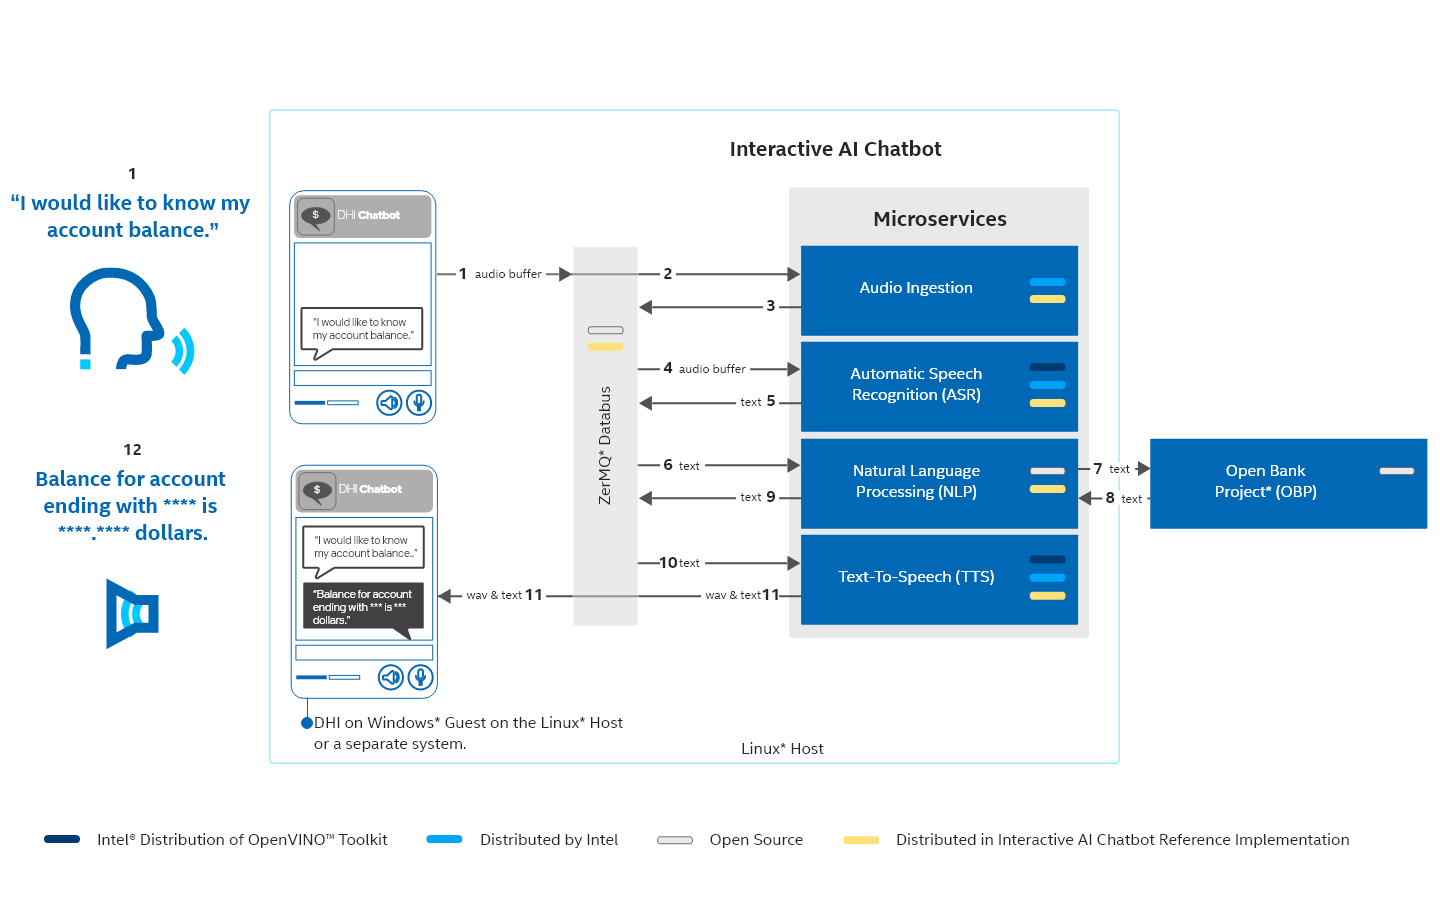 Interactive AI Chatbot
1
“I would like to know my
account balance.”
12
Balance for account
ending with **** is
****.**** dollars.
$
DHI Chatbot
“I would like to know
my account balance.”
$
DHI Chatbot
“I would like to know
my account balance..”
“Balance for account
ending with *** is ***
dollars.”
DHI on Windows* Guest on the Linux* Host
or a separate system.
1 audio buffer
ZerMQ* Databus
2
3
4 audio buffer
text 5
6 text
text 9
10 text
wav & text 11
wav & text 11
Microservices
Audio Ingestion
Automatic Speech
Recognition (ASR)
Natural Language
Processing (NLP)
Text-To-Speech (TTS)
7 text
8 text
Open Bank
Project* (OBP)
Linux* Host
Intel® Distribution of OpenVINO™ Toolkit
Distributed by Intel
Open Source
Distributed in Interactive AI Chatbot Reference Implementation